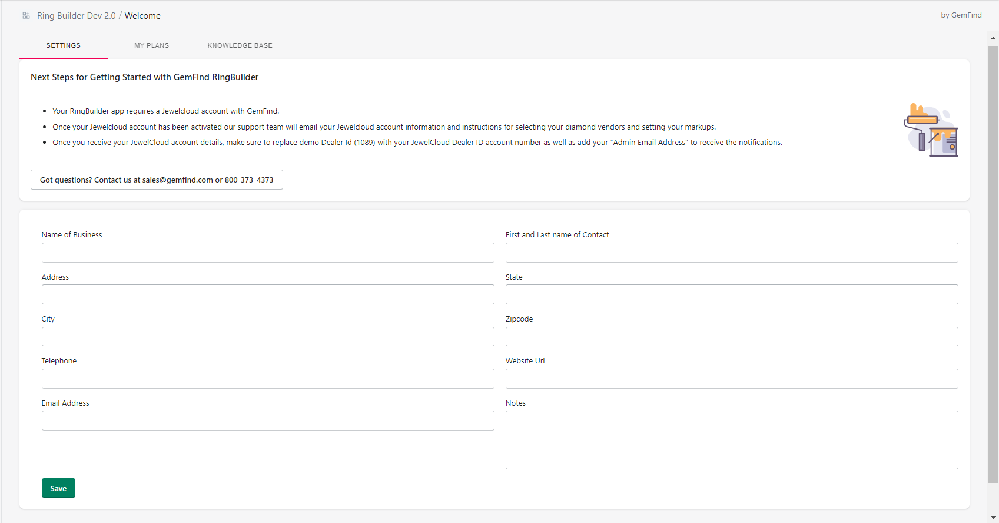 Ring Builder Dev 2.0 / Welcome
by GemFind
SETTINGS
MY PLANS
KNOWLEDGE BASE
Next Steps for Getting Started with GemFind RingBuilder
Your RingBuilder app requires a Jewelcloud account with GemFind.
Once your Jewelcloud account has been activated our support team will email your Jewelcloud account information and instructions for selecting your diamond vendors and setting your markups.
Once you receive your JewelCloud account details, make sure to replace demo Dealer Id (1089) with your JewelCloud Dealer ID account number as well as add your “Admin Email Address” to receive the notifications.
Got questions? Contact us at sales@gemfind.com or 800-373-4373
Name of Business
First and Last name of Contact
Address
State
City
Zipcode
Telephone
Website Url
Email Address
Notes
Save